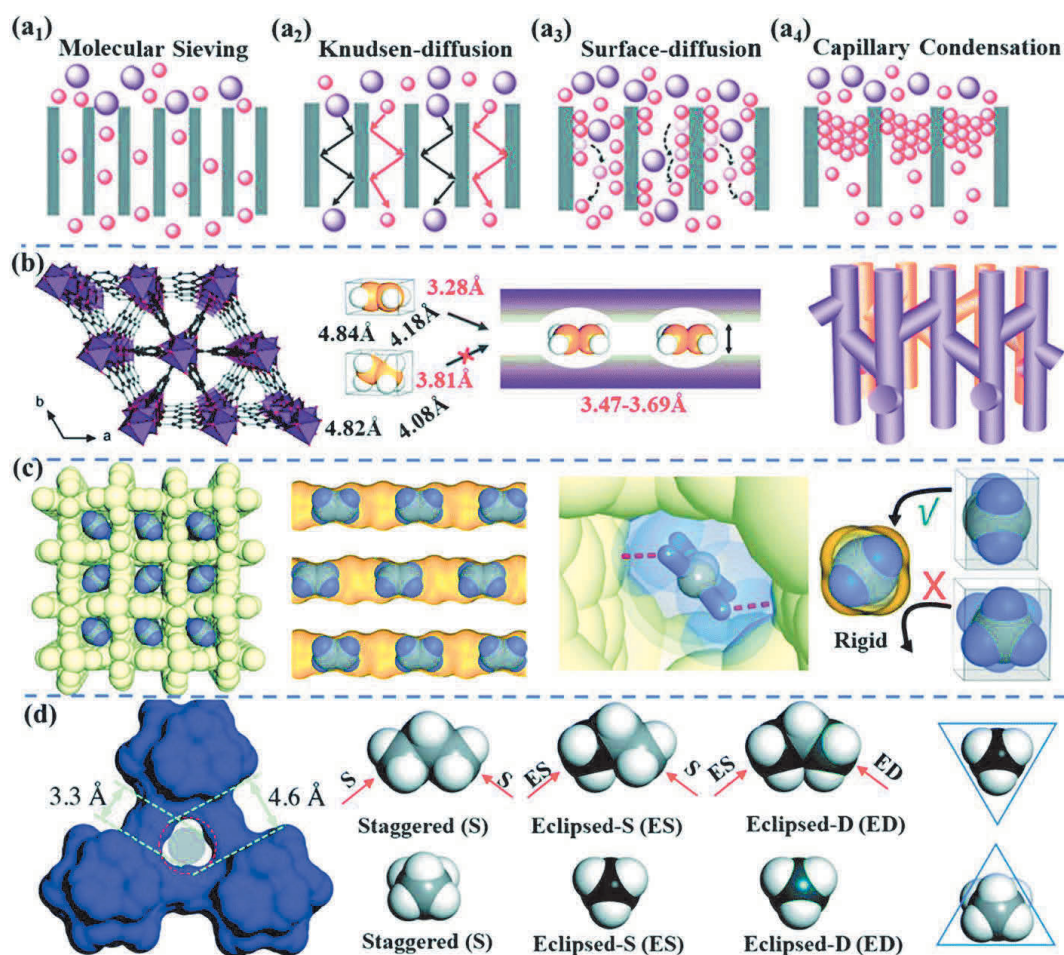 (a₁)
Molecular Sieving
(a₂)
Knudsen-diffusion
(a₃)
Surface-diffusion
(a₄)
Capillary Condensation
(b)
b
a
3.28Å
4.18Å
4.84Å
3.81Å
4.08Å
4.82Å
3.47-3.69Å
(c)
√
X
Rigid
(d)
3.3 Å
4.6 Å
S
S
Staggered (S)
ES
S
Eclipsed-S (ES)
ES
ED
Eclipsed-D (ED)
Staggered (S)
Eclipsed-S (ES)
Eclipsed-D (ED)